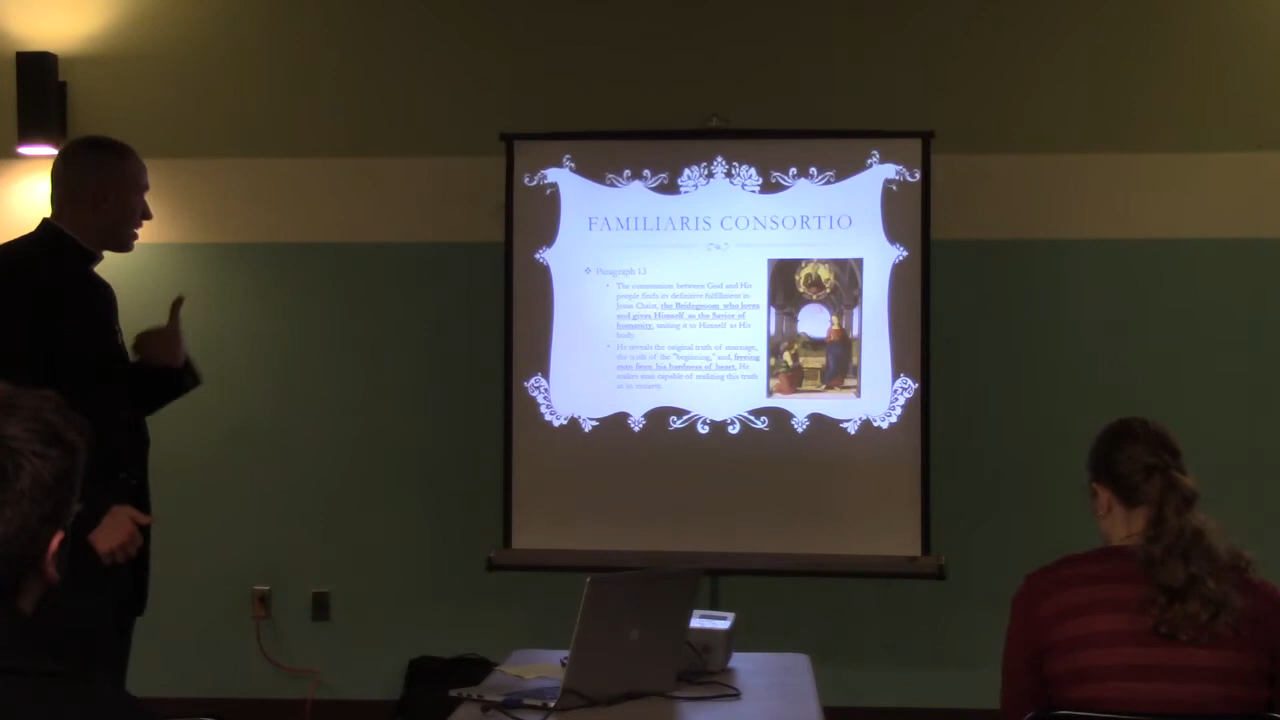 FAMILIARIS CONSORTIO
Paragraph 13
The communion between God and His
people finds its definitive fulfillment in
Jesus Christ, the Bridegroom who loves
and gives Himself as the Savior of
humanity, uniting it to Himself as His
body.
He reveals the original truth of marriage,
the truth of the "beginning," and, freeing
man from his hardness of heart, He
makes man capable of realizing this truth
in its entirety.